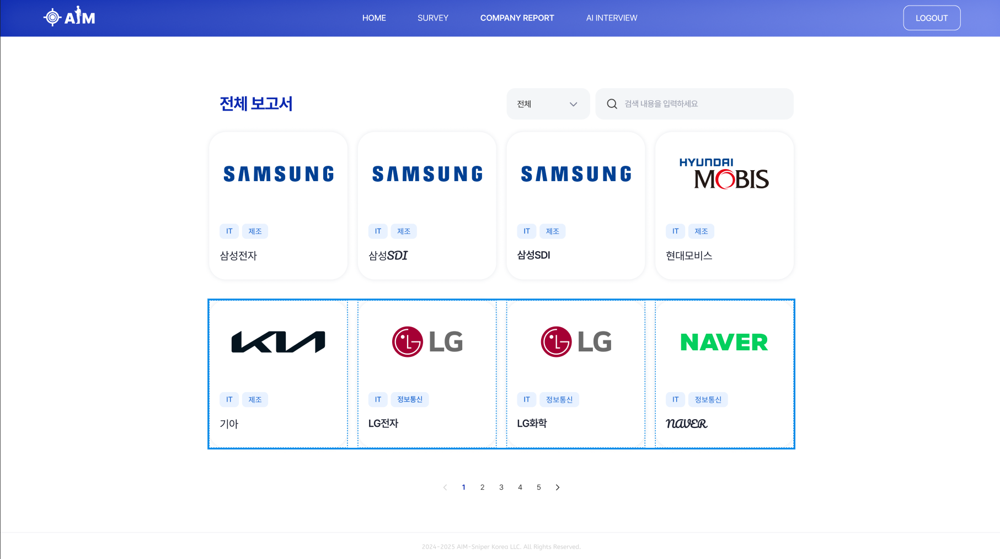 AIM
HOME SURVEY COMPANY REPORT AI INTERVIEW LOGOUT
전체 보고서
전체
검색 내용을 입력하세요
SAMSUNG
IT 제조
삼성전자
SAMSUNG
IT 제조
삼성SDI
SAMSUNG
IT 제조
삼성SDI
HYUNDAI
MOBIS
IT 제조
현대모비스
KIA
IT 제조
기아
LG
IT 정보통신
LG전자
LG
IT 정보통신
LG화학
NAVER
IT 정보통신
NAVER
1 2 3 4 5
2024-2025 AIM-Sniper Korea LLC. All Rights Reserved.